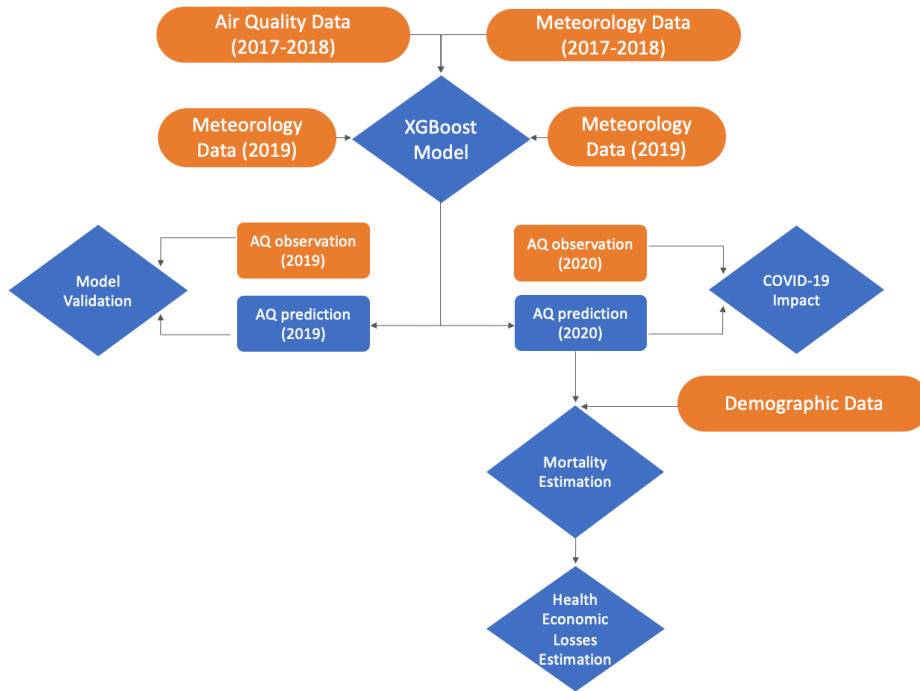 Air Quality Data
(2017-2018)
Meteorology Data
(2017-2018)
XGBoost
Model
Meteorology
Data (2019)
Meteorology
Data (2019)
AQ observation
(2019)
AQ observation
(2020)
Model
Validation
COVID-19
Impact
AQ prediction
(2019)
AQ prediction
(2020)
Demographic Data
Mortality
Estimation
Health
Economic
Losses
Estimation